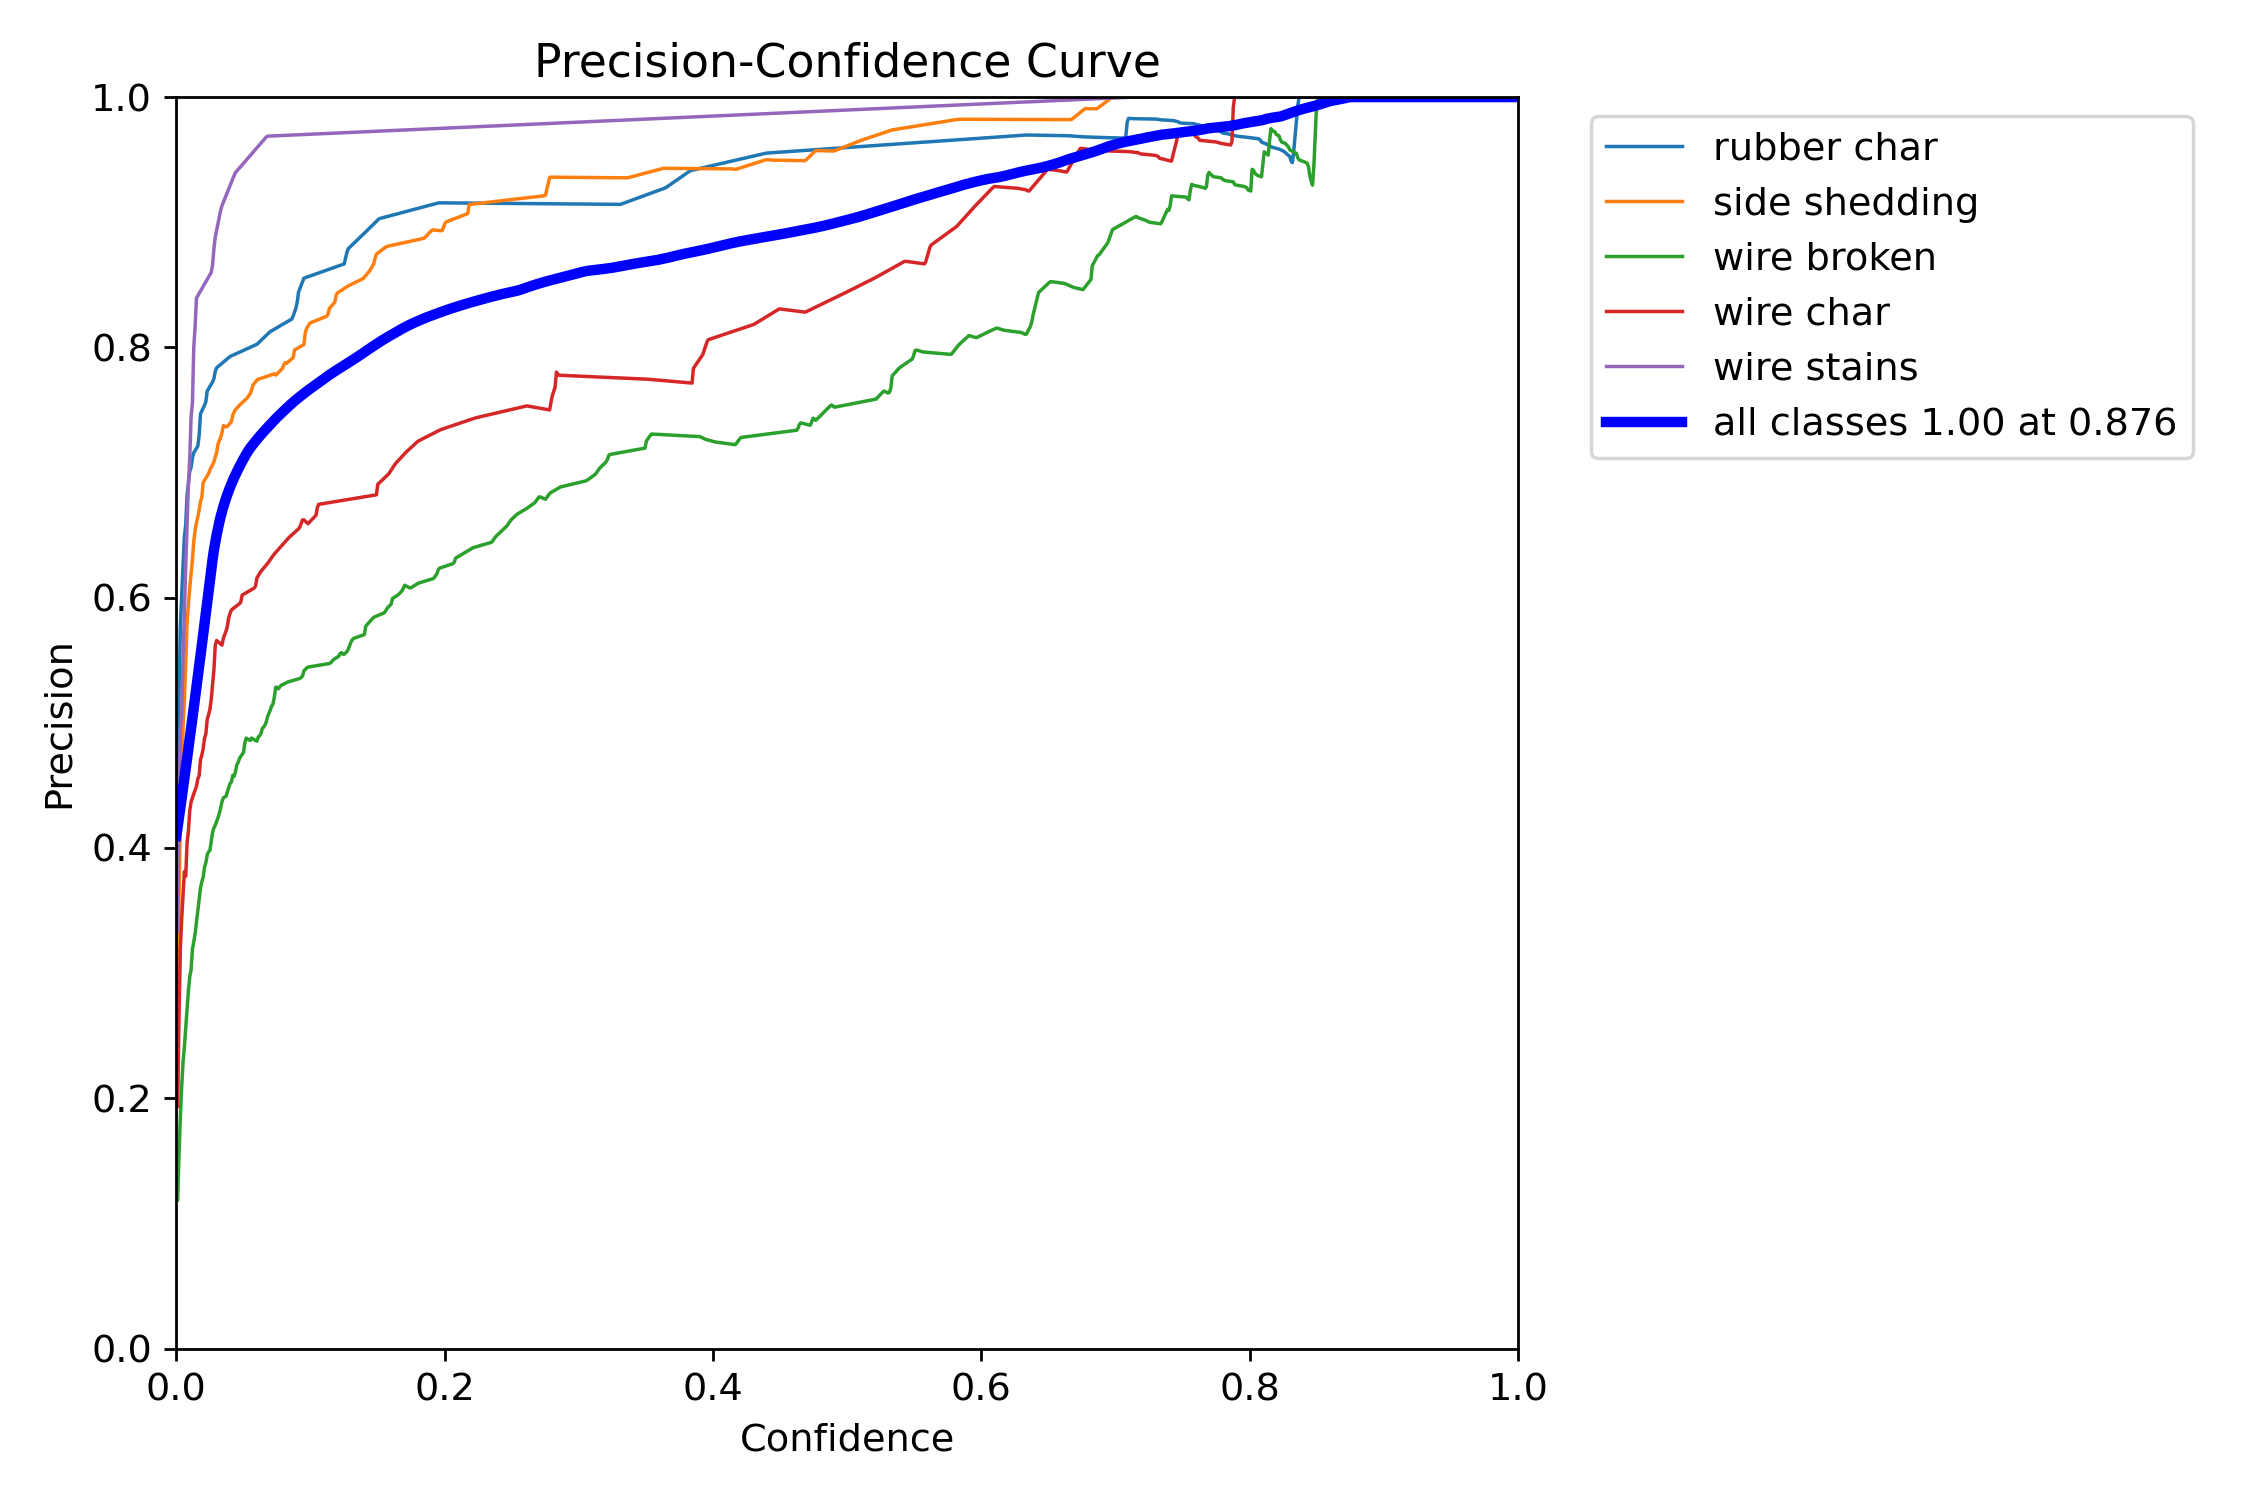 Precision-Confidence Curve
1.0
0.8
0.6
0.4
0.2
0.0
Precision
0.0 0.2 0.4 0.6 0.8 1.0
Confidence
rubber char
side shedding
wire broken
wire char
wire stains
all classes 1.00 at 0.876